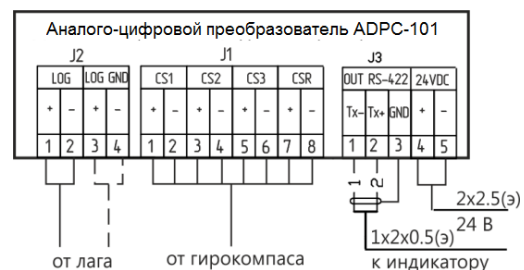 Аналого-цифровой преобразователь ADPC-101
J2 J1 J3
LOG LOG GND CS1 CS2 CS3 CSR OUT RS-422 24VDC
+ - + - + - + - + - + - Tx- Tx+ GND + -
1 2 3 4 1 2 3 4 5 6 7 8 1 2 3 4 5
1 2
2x2.5(э)
24 В
1x2x0.5(э)
от лага от гирокомпаса к индикатору